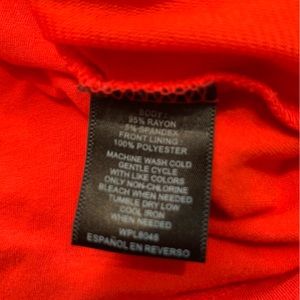 BODY:
95% RAYON
5% SPANDEX
FRONT LINING
100% POLYESTER
MACHINE WASH COLD
GENTLE CYCLE
WITH LIKE COLORS
ONLY NON-CHLORINE
BLEACH WHEN NEEDED
TUMBLE DRY LOW
COOL IRON
WHEN NEEDED
WPL8046
ESPAÑOL EN REVERSO